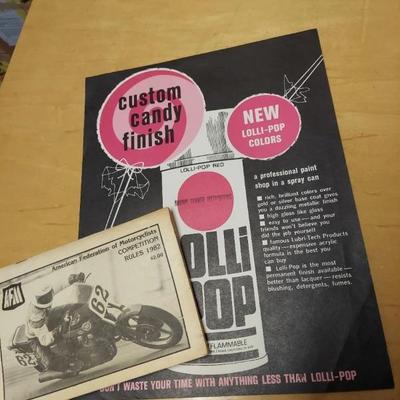 custom
candy
finish
NEW
LOLLI-POP
COLORS
LOLLI-POP RED
a professional paint
shop in a spray can
rich, brilliant colors over
gold or silver base coat gives
you a dazzling metallic finish
high gloss like glass
easy to use — and your
friends won't believe you
did the job yourself
famous Lubri-Tech Products
quality — expensive acrylic
formula is the best you
can buy
Lolli-Pop is the most
permanent finish available —
better than lacquer — resists
blushing, detergents, fumes.
OLLi
POP
FLAMMABLE
DON'T WASTE YOUR TIME WITH ANYTHING LESS THAN LOLLI-POP
AFM
American Federation of Motorcyclists
COMPETITION
RULES 1982
$2.00
62
62